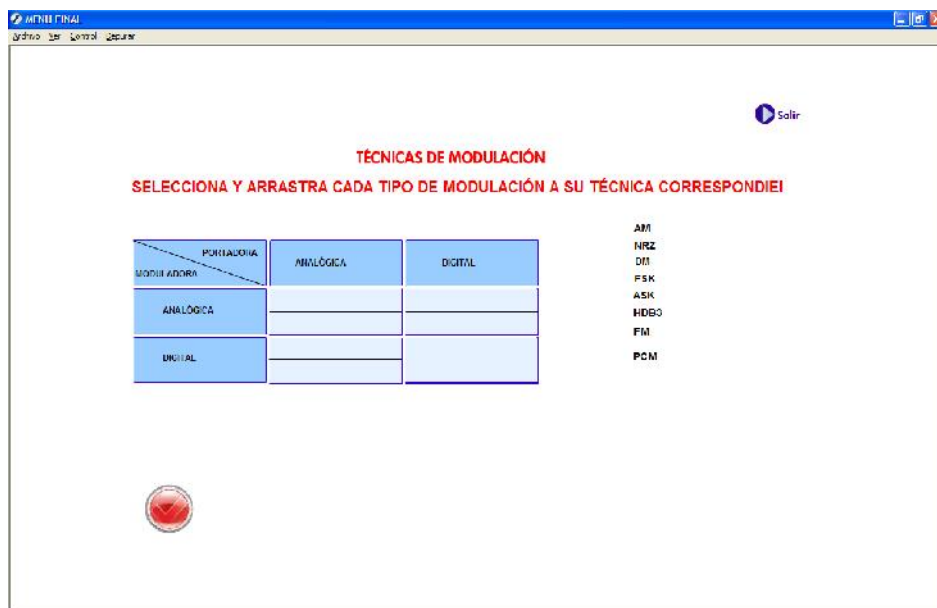 MENU FINAL
Archivo Ver Control Depurar
Salir
TÉCNICAS DE MODULACIÓN
SELECCIONA Y ARRASTRA CADA TIPO DE MODULACIÓN A SU TÉCNICA CORRESPONDIEI
PORTADORA
MODULADORA
ANALÓGICA
DIGITAL
ANALÓGICA
DIGITAL
AM
NRZ
DM
FSK
ASK
HDB3
FM
PCM